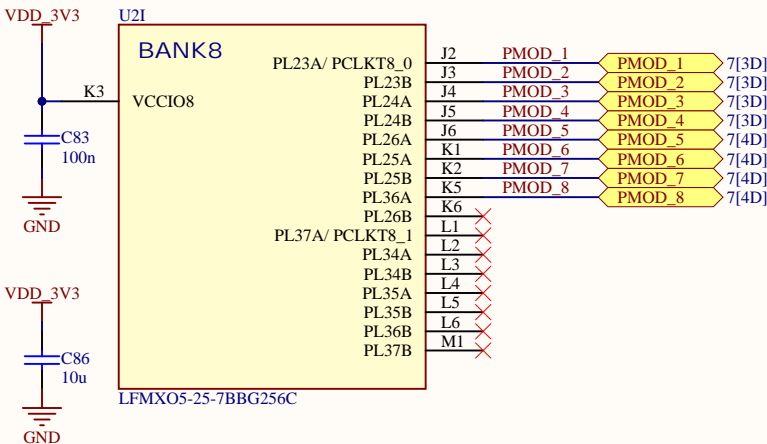 VDD_3V3
U2I
BANK8
PL23A/ PCLKT8_0 J2 PMOD_1 PMOD_1 7[3D]
PL23B J3 PMOD_2 PMOD_2 7[3D]
K3 VCCIO8 PL24A J4 PMOD_3 PMOD_3 7[3D]
PL24B J5 PMOD_4 PMOD_4 7[3D]
C83 PL26A J6 PMOD_5 PMOD_5 7[4D]
100n PL25A K1 PMOD_6 PMOD_6 7[4D]
PL25B K2 PMOD_7 PMOD_7 7[4D]
PL36A K5 PMOD_8 PMOD_8 7[4D]
PL26B K6
GND
PL37A/ PCLKT8_1 L1
PL34A L2
PL34B L3
VDD_3V3
PL35A L4
PL35B L5
PL36B L6
PL37B M1
C86
10u
LFMXO5-25-7BBG256C
GND